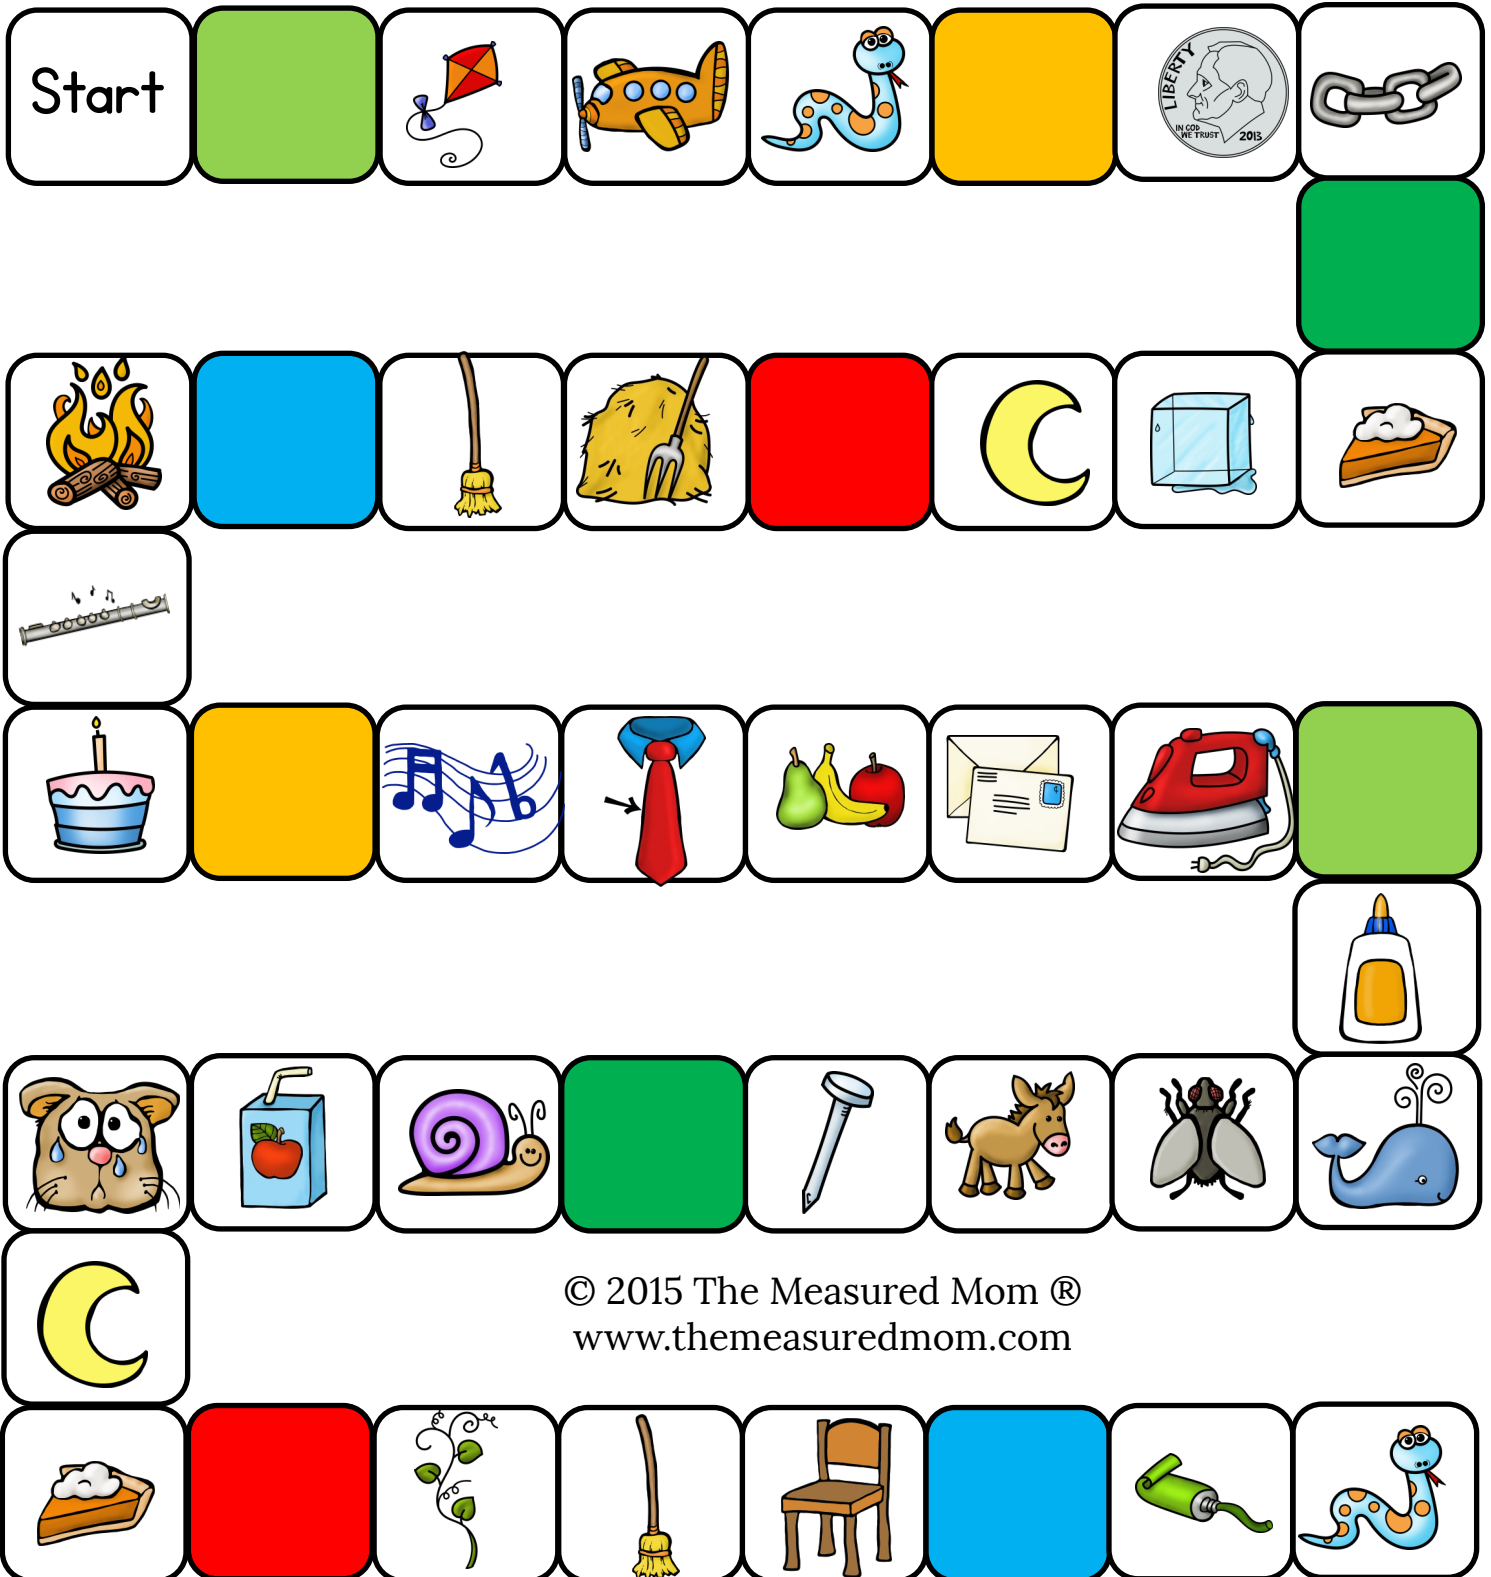 Start
LIBERTY
IN GOD
WE TRUST
2013
© 2015 The Measured Mom ®
www.themeasuredmom.com